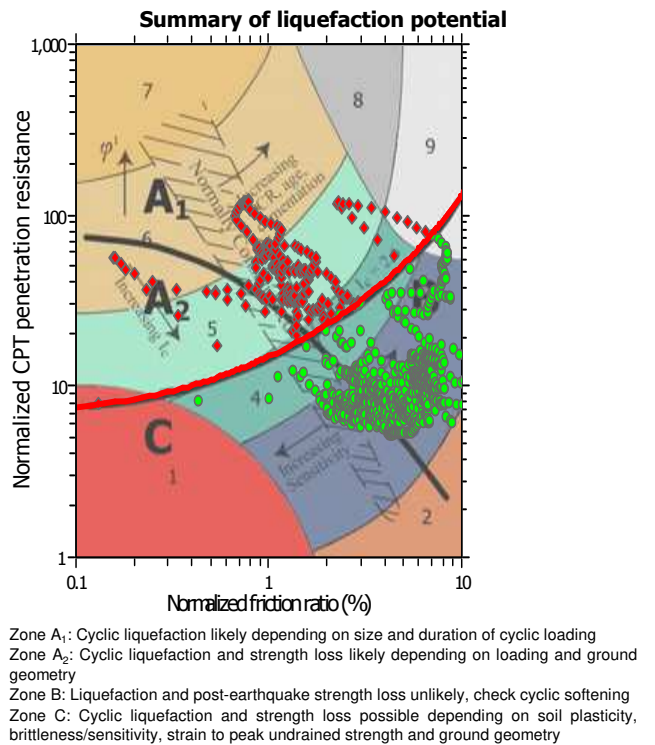 Summary of liquefaction potential
Normalized CPT penetration resistance
1,000
100
10
1
7
8
9
φ'
A1
6
A2
5
B
4
C
1
2
Increasing
CR, age,
Increasing Ic
Increasing
Sensitivity
0.1
1
10
Normalized friction ratio (%)
Zone A1: Cyclic liquefaction likely depending on size and duration of cyclic loading
Zone A2: Cyclic liquefaction and strength loss likely depending on loading and ground
geometry
Zone B: Liquefaction and post-earthquake strength loss unlikely, check cyclic softening
Zone C: Cyclic liquefaction and strength loss possible depending on soil plasticity,
brittleness/sensitivity, strain to peak undrained strength and ground geometry